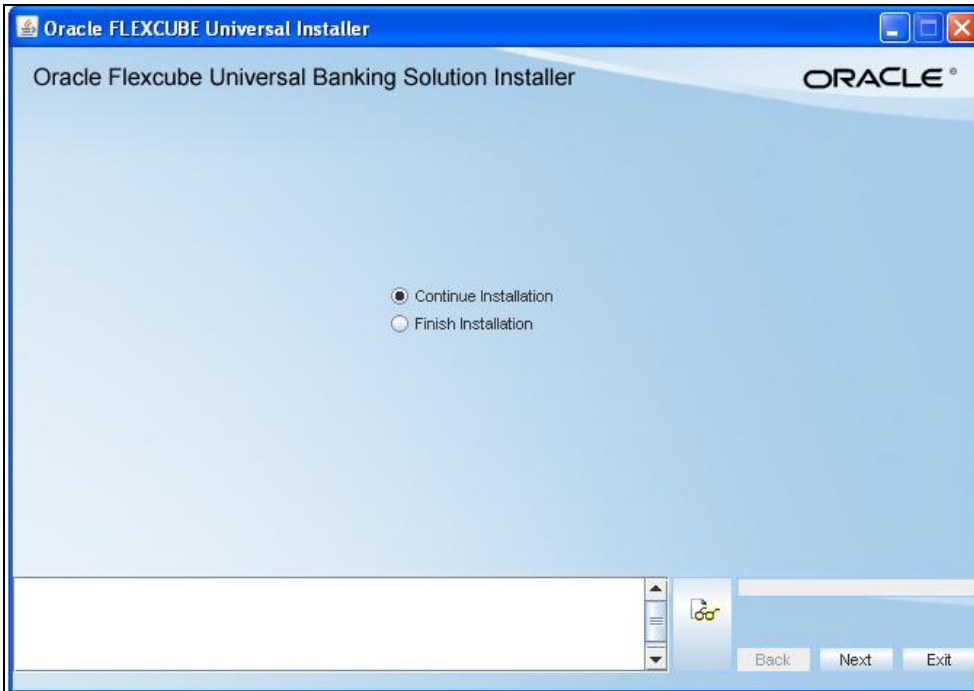 Oracle FLEXCUBE Universal Installer
Oracle Flexcube Universal Banking Solution Installer
ORACLE®
Continue Installation
Finish Installation
Back Next Exit